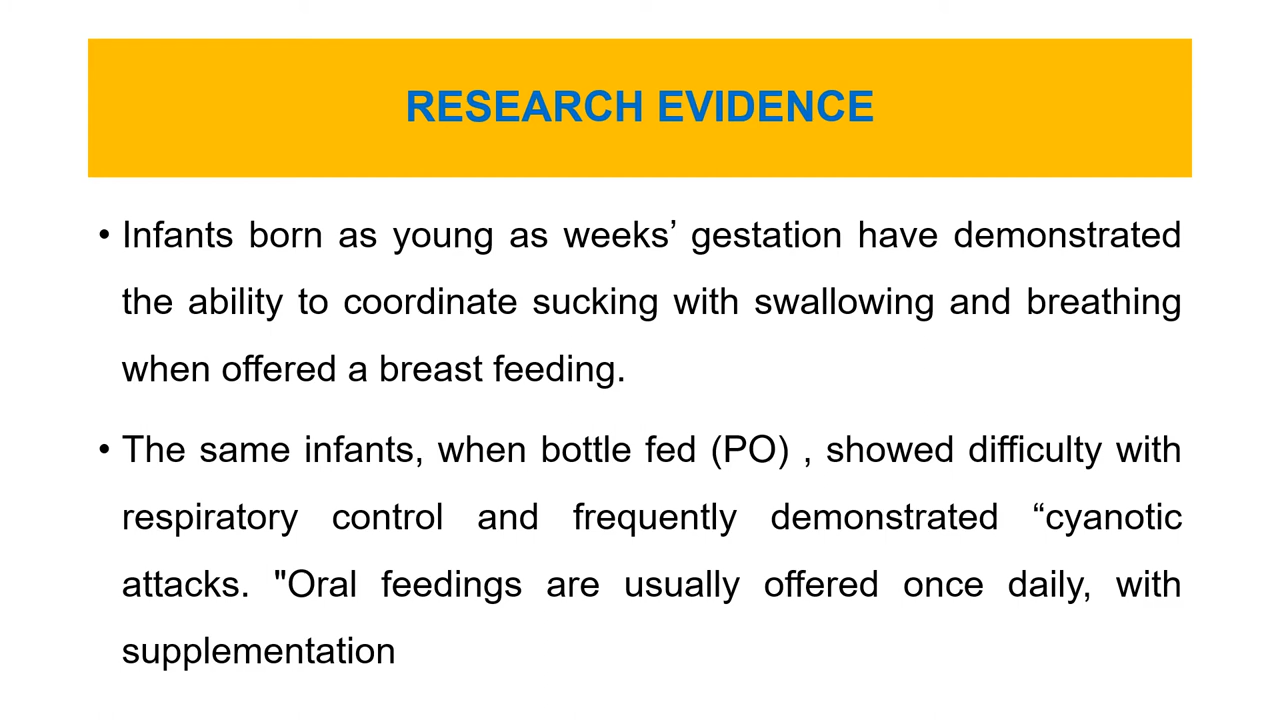 RESEARCH EVIDENCE
• Infants born as young as weeks’ gestation have demonstrated
the ability to coordinate sucking with swallowing and breathing
when offered a breast feeding.
• The same infants, when bottle fed (PO) , showed difficulty with
respiratory control and frequently demonstrated “cyanotic
attacks. "Oral feedings are usually offered once daily, with
supplementation